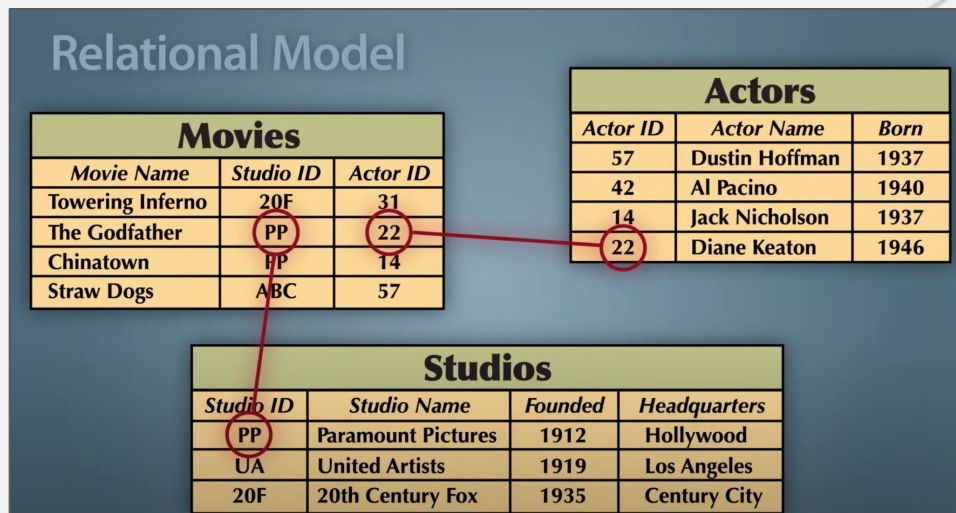 Relational Model
Movies
Movie Name Studio ID Actor ID
Towering Inferno 20F 31
The Godfather PP 22
Chinatown PP 14
Straw Dogs ABC 57
Actors
Actor ID Actor Name Born
57 Dustin Hoffman 1937
42 Al Pacino 1940
14 Jack Nicholson 1937
22 Diane Keaton 1946
Studios
Studio ID Studio Name Founded Headquarters
PP Paramount Pictures 1912 Hollywood
UA United Artists 1919 Los Angeles
20F 20th Century Fox 1935 Century City